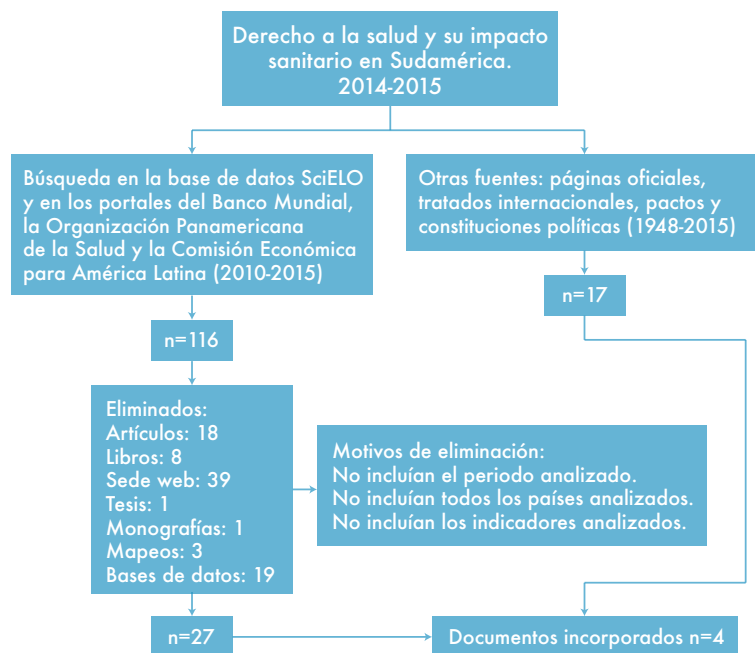 Derecho a la salud y su impacto
sanitario en Sudamérica.
2014-2015
Búsqueda en la base de datos SciELO
y en los portales del Banco Mundial,
la Organización Panamericana
de la Salud y la Comisión Económica
para América Latina (2010-2015)
Otras fuentes: páginas oficiales,
tratados internacionales, pactos y
constituciones políticas (1948-2015)
n=17
n=116
Eliminados:
Artículos: 18
Libros: 8
Sede web: 39
Tesis: 1
Monografías: 1
Mapeos: 3
Bases de datos: 19
Motivos de eliminación:
No incluían el periodo analizado.
No incluían todos los países analizados.
No incluían los indicadores analizados.
n=27
Documentos incorporados n=4